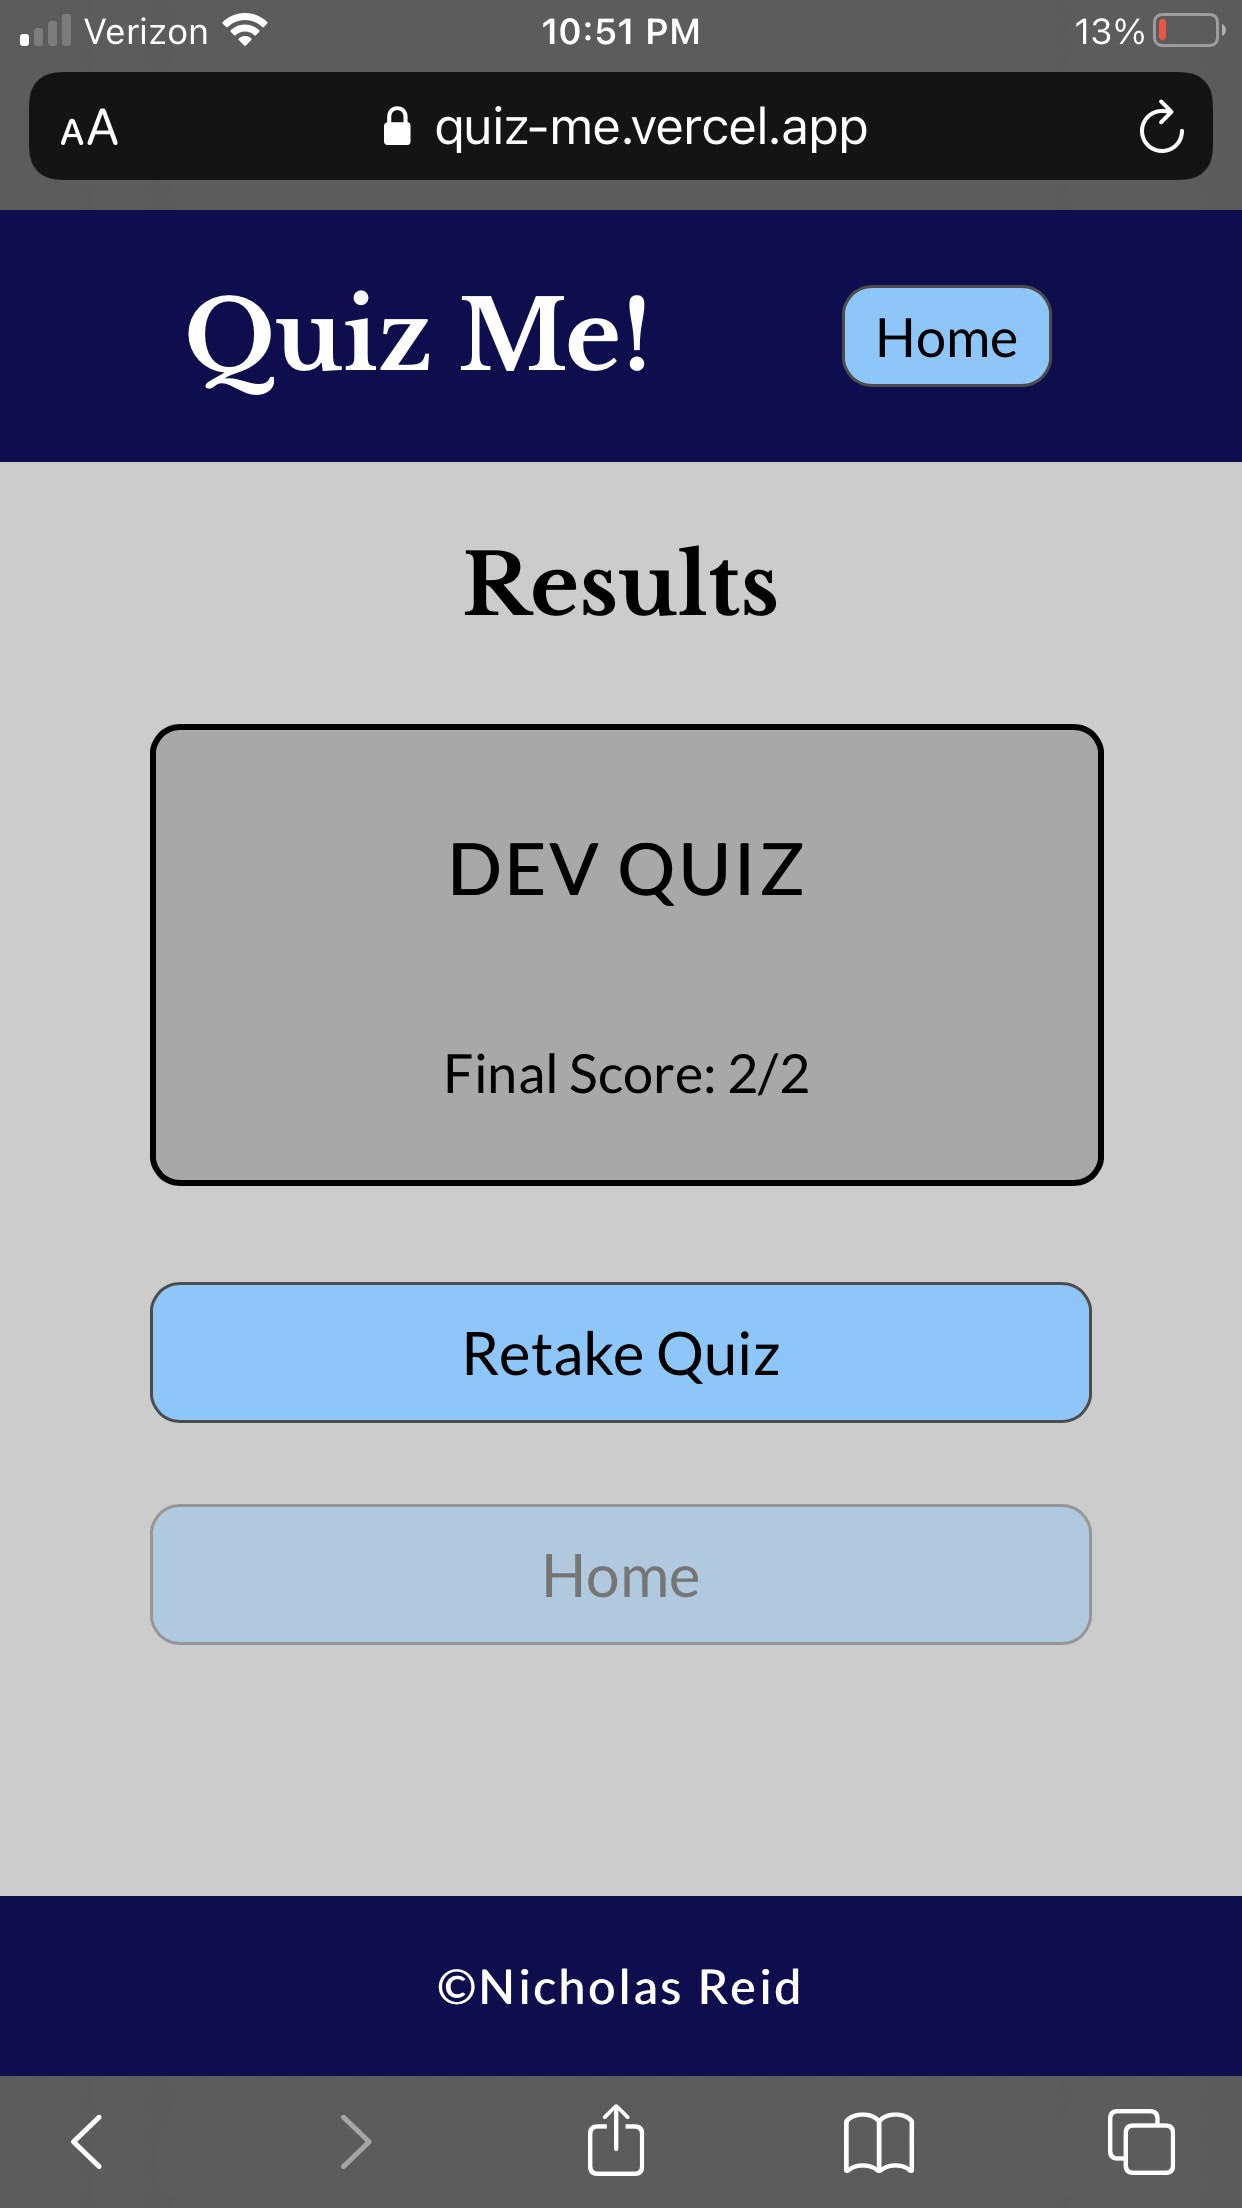 Verizon 10:51 PM 13%
AA quiz-me.vercel.app
Quiz Me! Home
Results
DEV QUIZ
Final Score: 2/2
Retake Quiz
Home
©Nicholas Reid